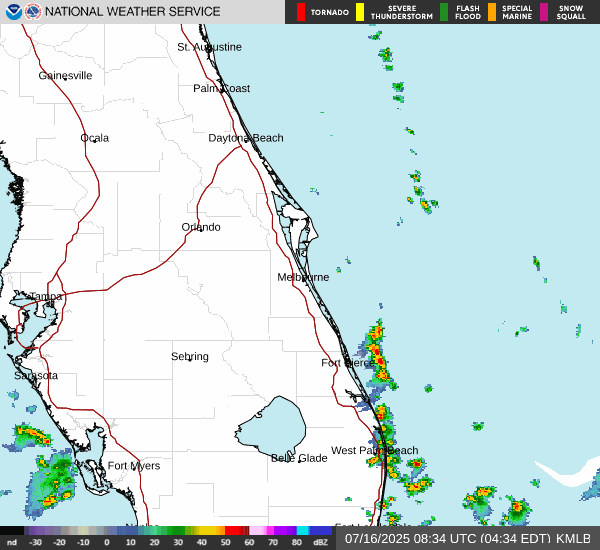 NATIONAL WEATHER SERVICE
TORNADO
SEVERE
THUNDERSTORM
FLASH
FLOOD
SPECIAL
MARINE
SNOW
SQUALL
St. Augustine
Gainesville
Palm Coast
Ocala
Daytona Beach
Orlando
Melbourne
Tampa
Sebring
Fort Pierce
Sarasota
West Palm Beach
Belle Glade
Fort Myers
nd -30 -20 -10 0 10 20 30 40 50 60 70 80 dBZ
07/16/2025 08:34 UTC (04:34 EDT) KMLB